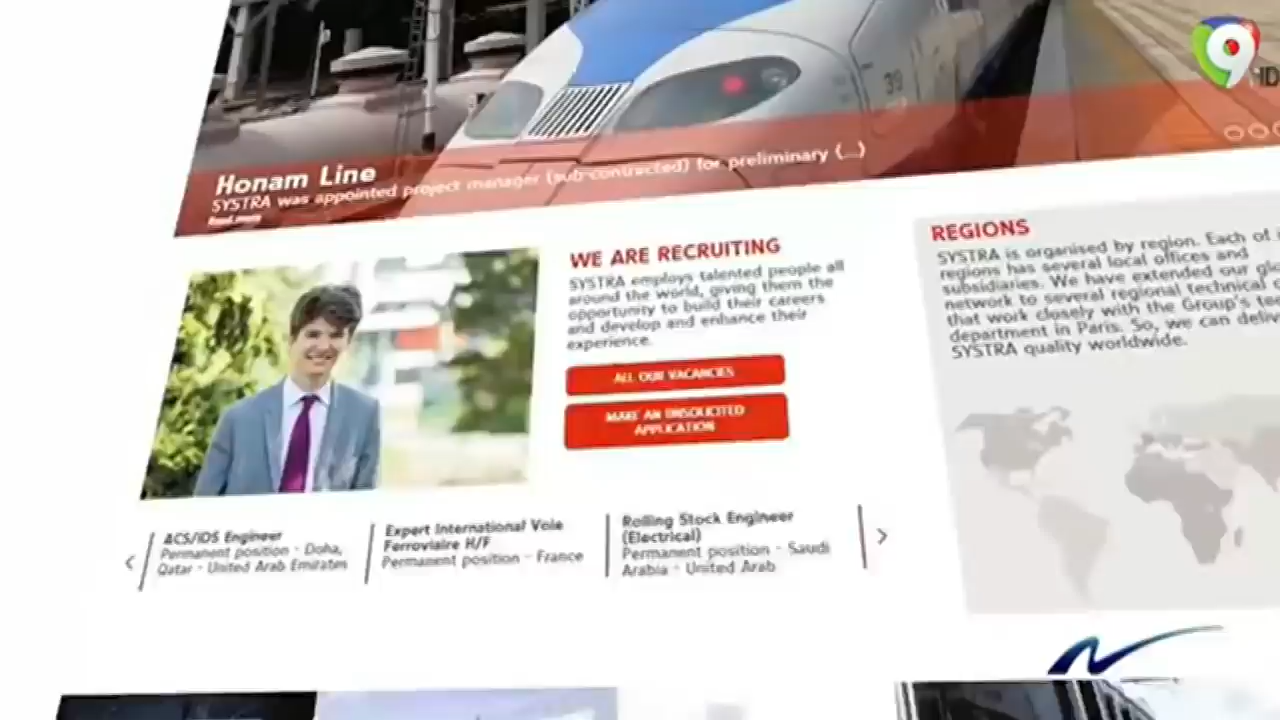 9
HD
39
Honam Line
SYSTRA was appointed project manager (sub-contracted) for preliminary (...)
Read more
WE ARE RECRUITING
SYSTRA employs talented people all
around the world, giving them the
opportunity to build their careers
and develop and enhance their
experience.
ALL OUR VACANCIES
MAKE AN UNSOLICITED
APPLICATION
REGIONS
SYSTRA is organised by region. Each of
regions has several local offices and
subsidiaries. We have extended our
network to several regional technical
that work closely with the Group's
department in Paris. So, we can
SYSTRA quality worldwide.
ACS/IDS Engineer
Permanent position - Doha,
Qatar - United Arab Emirates
Expert International Voie
Ferroviaire H/F
Permanent position - France
Rolling Stock Engineer
(Electrical)
Permanent position - Saudi
Arabia - United Arab